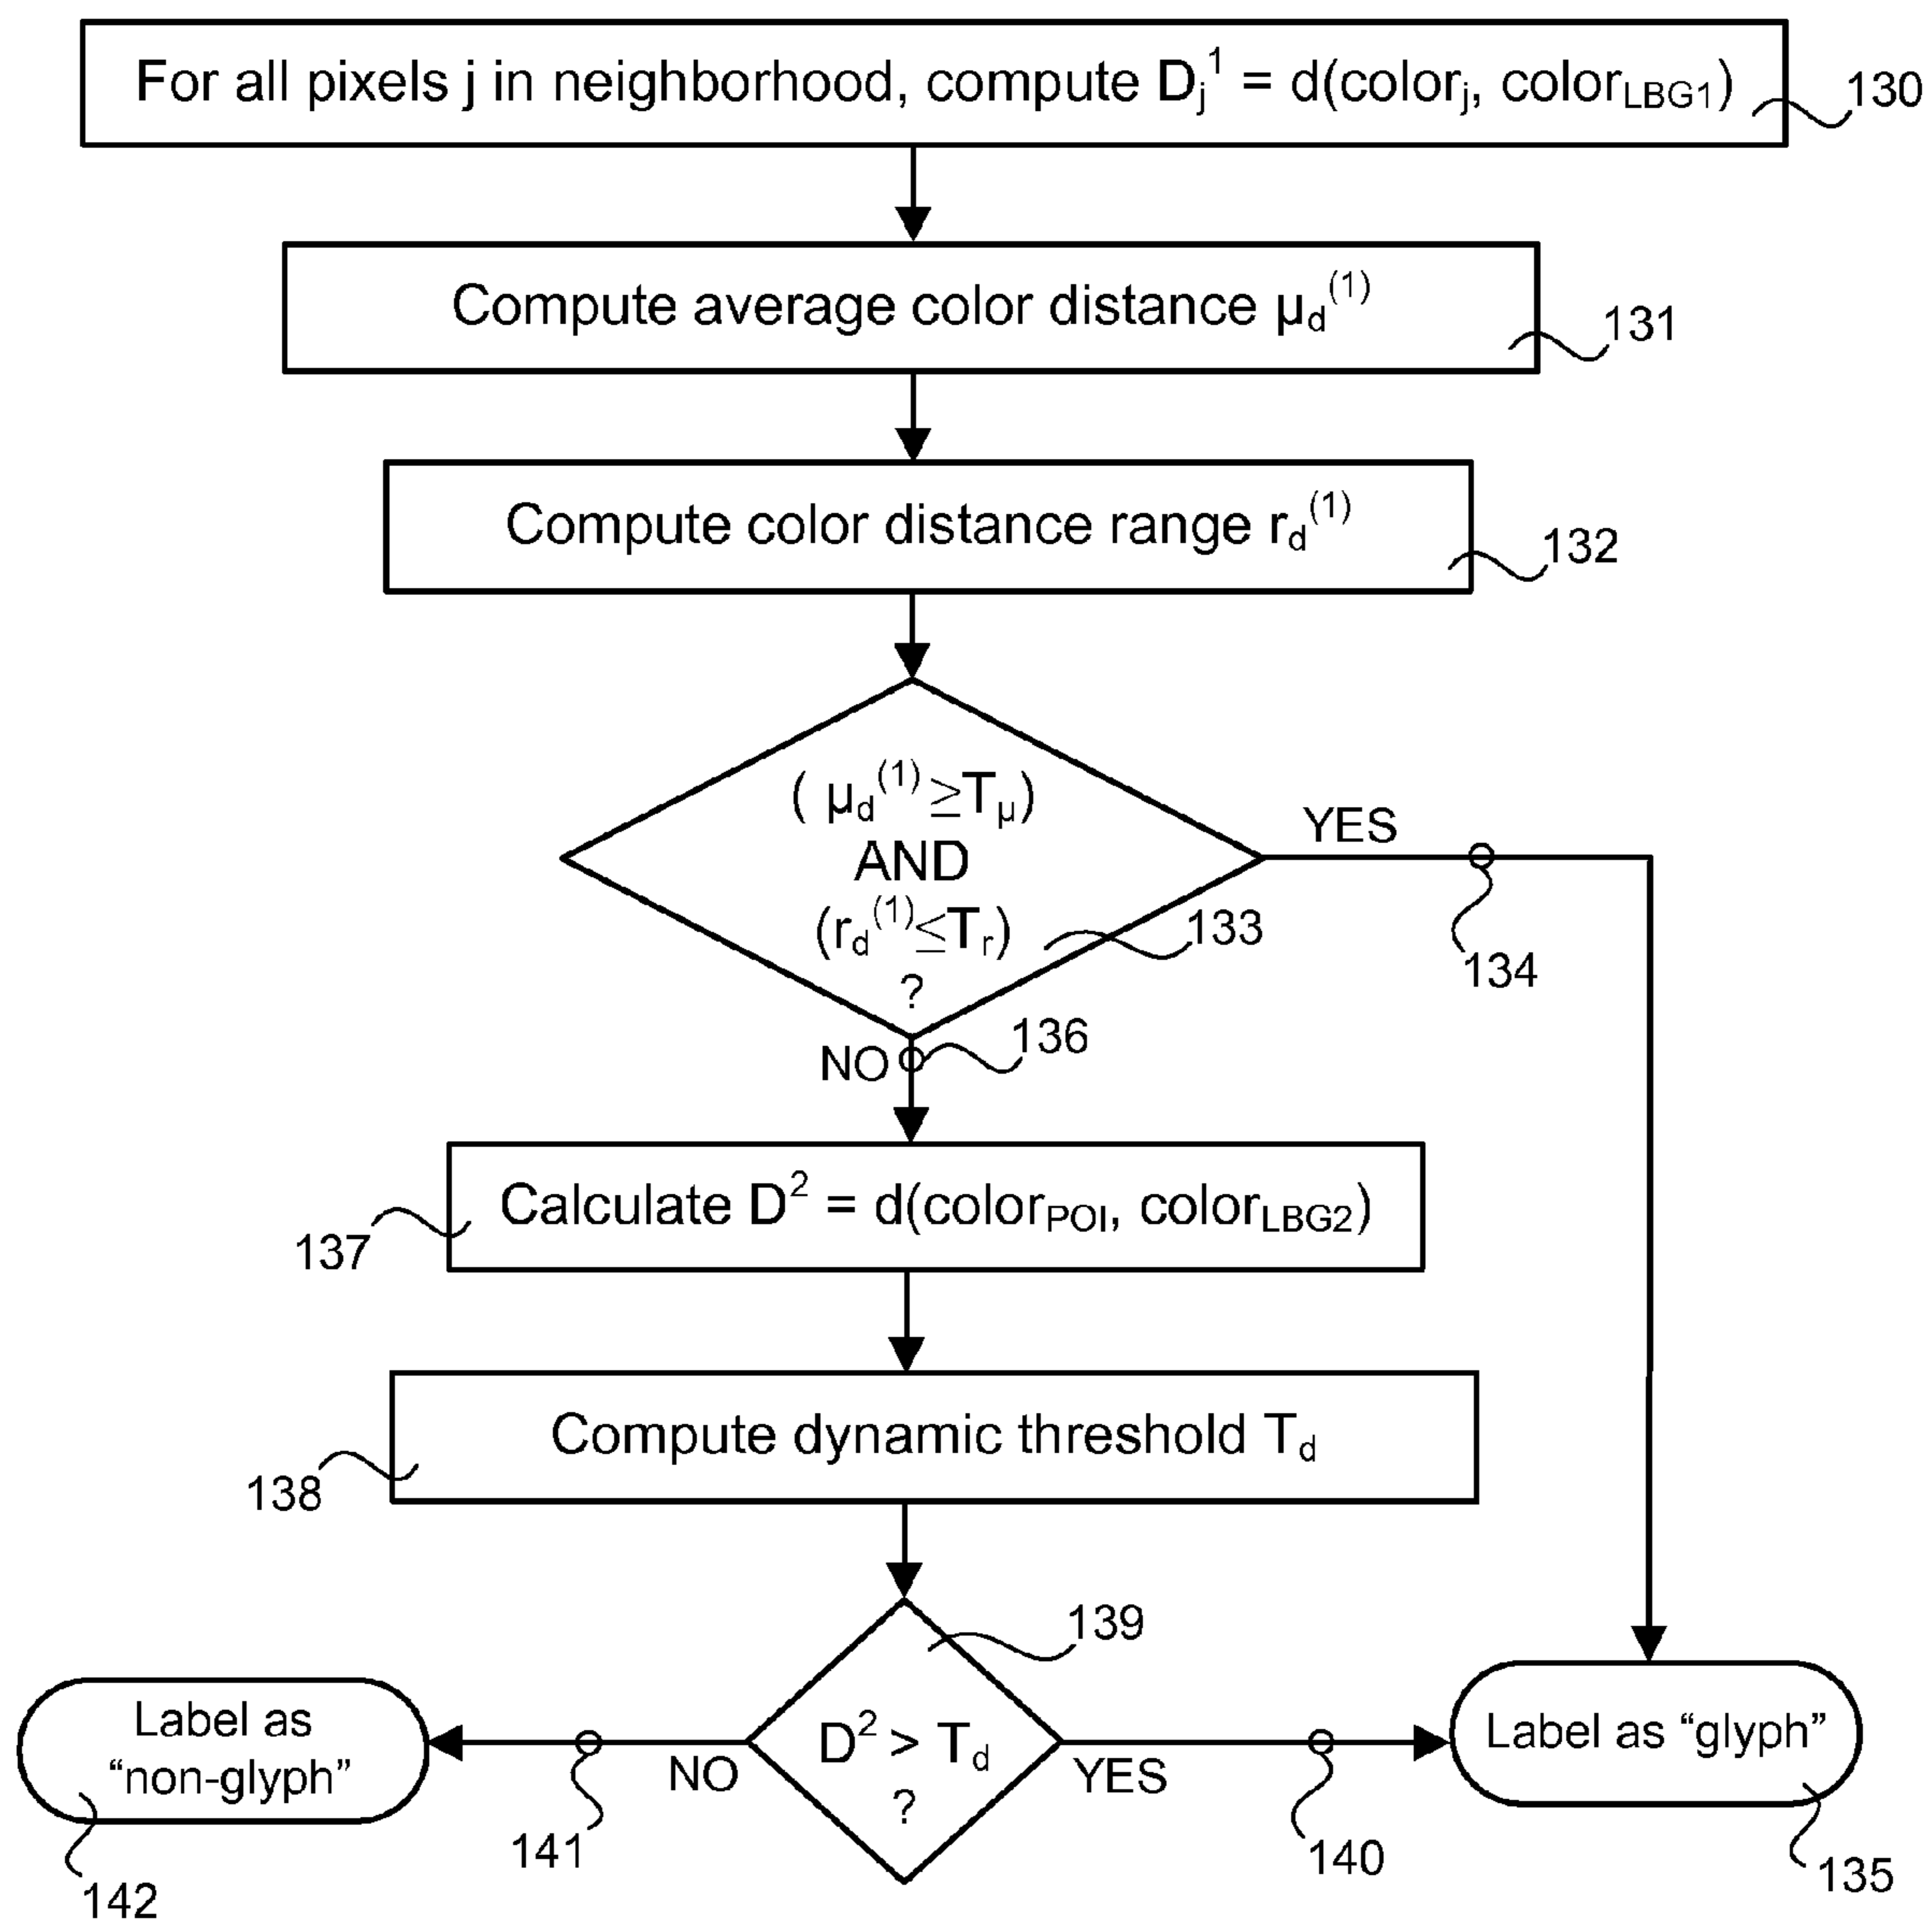 For all pixels j in neighborhood, compute Dj¹ = d(colorj, colorLBG1)
130
Compute average color distance μd(1)
131
Compute color distance range rd(1)
132
( μd(1) ≥Tμ)
AND
(rd(1)≤Tr)
?
133
YES
134
NO
136
Calculate D² = d(colorPOI, colorLBG2)
137
Compute dynamic threshold Td
138
139
D² > Td
?
NO
141
YES
140
Label as
“non-glyph”
142
Label as “glyph”
135